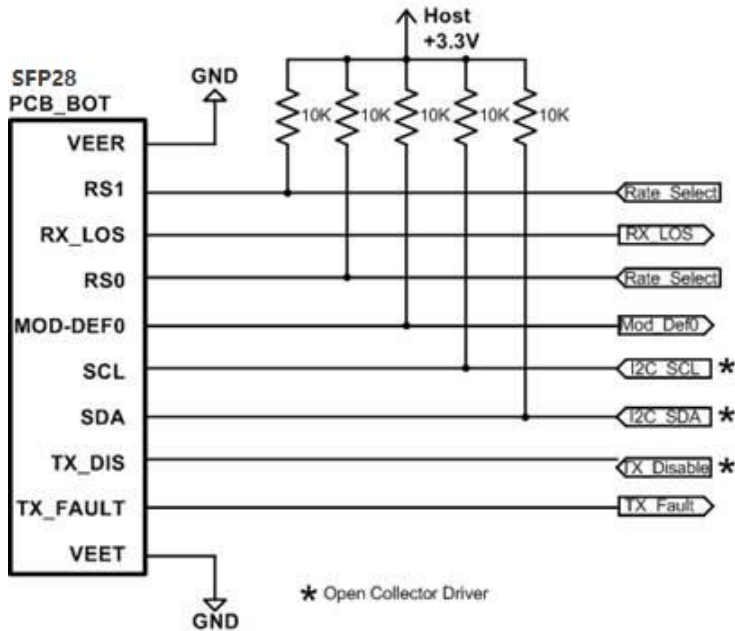 Host
+3.3V
SFP28
PCB_BOT
GND
10K 10K 10K 10K 10K
VEER
RS1 Rate_Select
RX_LOS RX_LOS
RS0 Rate_Select
MOD-DEF0 Mod_Def0
SCL I2C_SCL *
SDA I2C_SDA *
TX_DIS TX_Disable *
TX_FAULT TX_Fault
VEET
* Open Collector Driver
GND